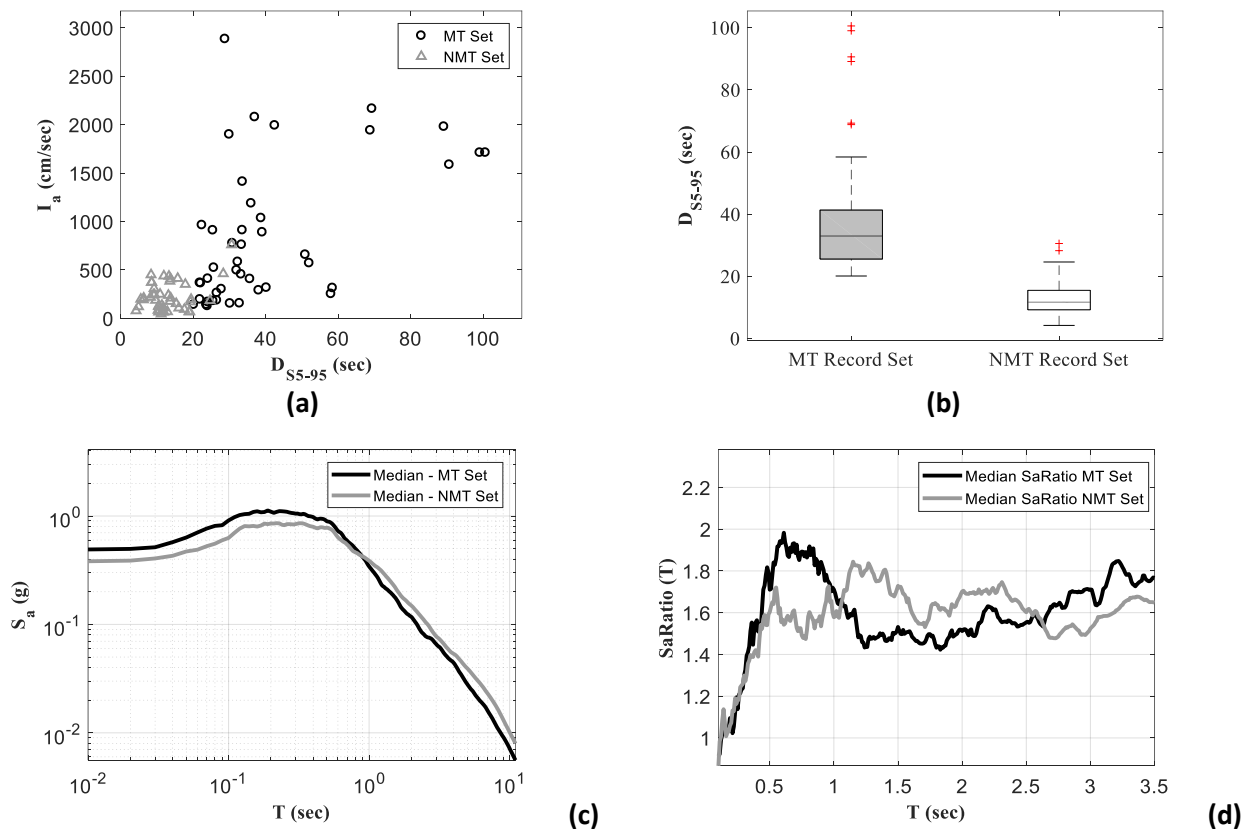 3000
2500
2000
1500
1000
500
0
I_a (cm/sec)
MT Set
NMT Set
0 20 40 60 80 100
D_S5-95 (sec)
(a)
100
80
60
40
20
0
D_S5-95 (sec)
MT Record Set NMT Record Set
(b)
10^0
10^-1
10^-2
S_a (g)
Median - MT Set
Median - NMT Set
10^-2 10^-1 10^0 10^1
T (sec)
(c)
2.2
2
1.8
1.6
1.4
1.2
1
SaRatio (T)
Median SaRatio MT Set
Median SaRatio NMT Set
0.5 1 1.5 2 2.5 3 3.5
T (sec)
(d)